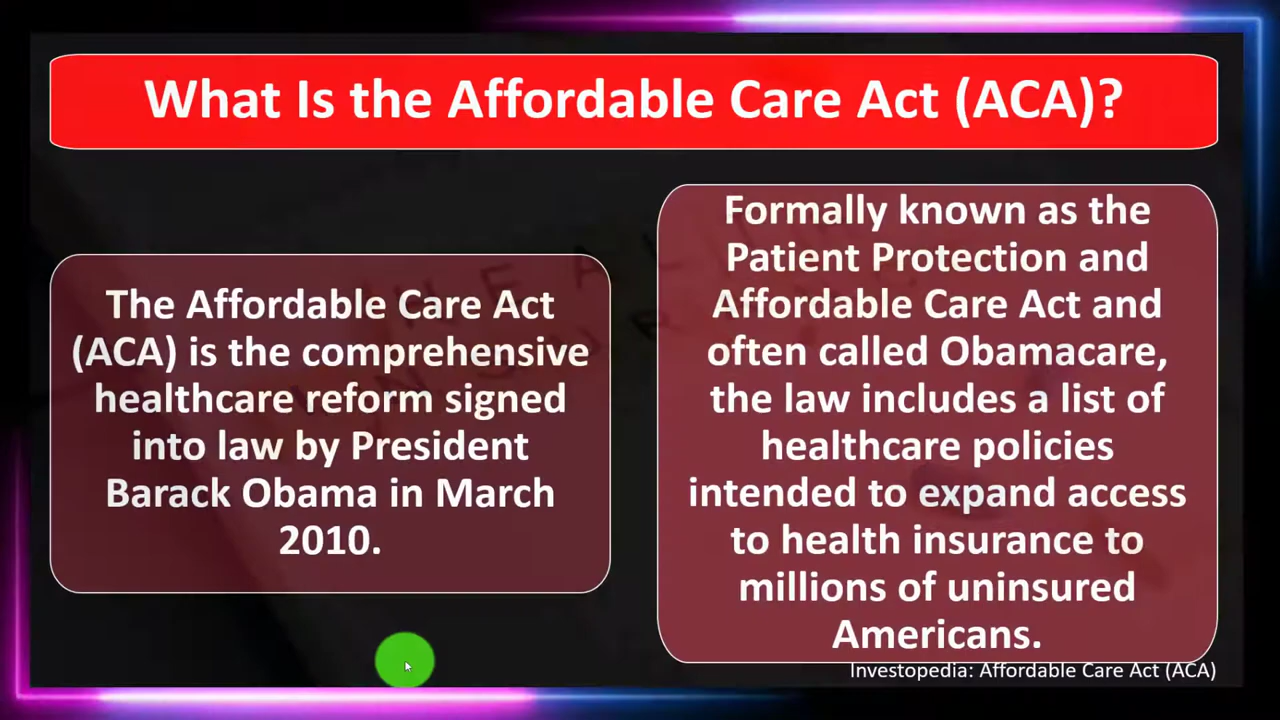 What Is the Affordable Care Act (ACA)?
The Affordable Care Act
(ACA) is the comprehensive
healthcare reform signed
into law by President
Barack Obama in March
2010.
Formally known as the
Patient Protection and
Affordable Care Act and
often called Obamacare,
the law includes a list of
healthcare policies
intended to expand access
to health insurance to
millions of uninsured
Americans.
Investopedia: Affordable Care Act (ACA)